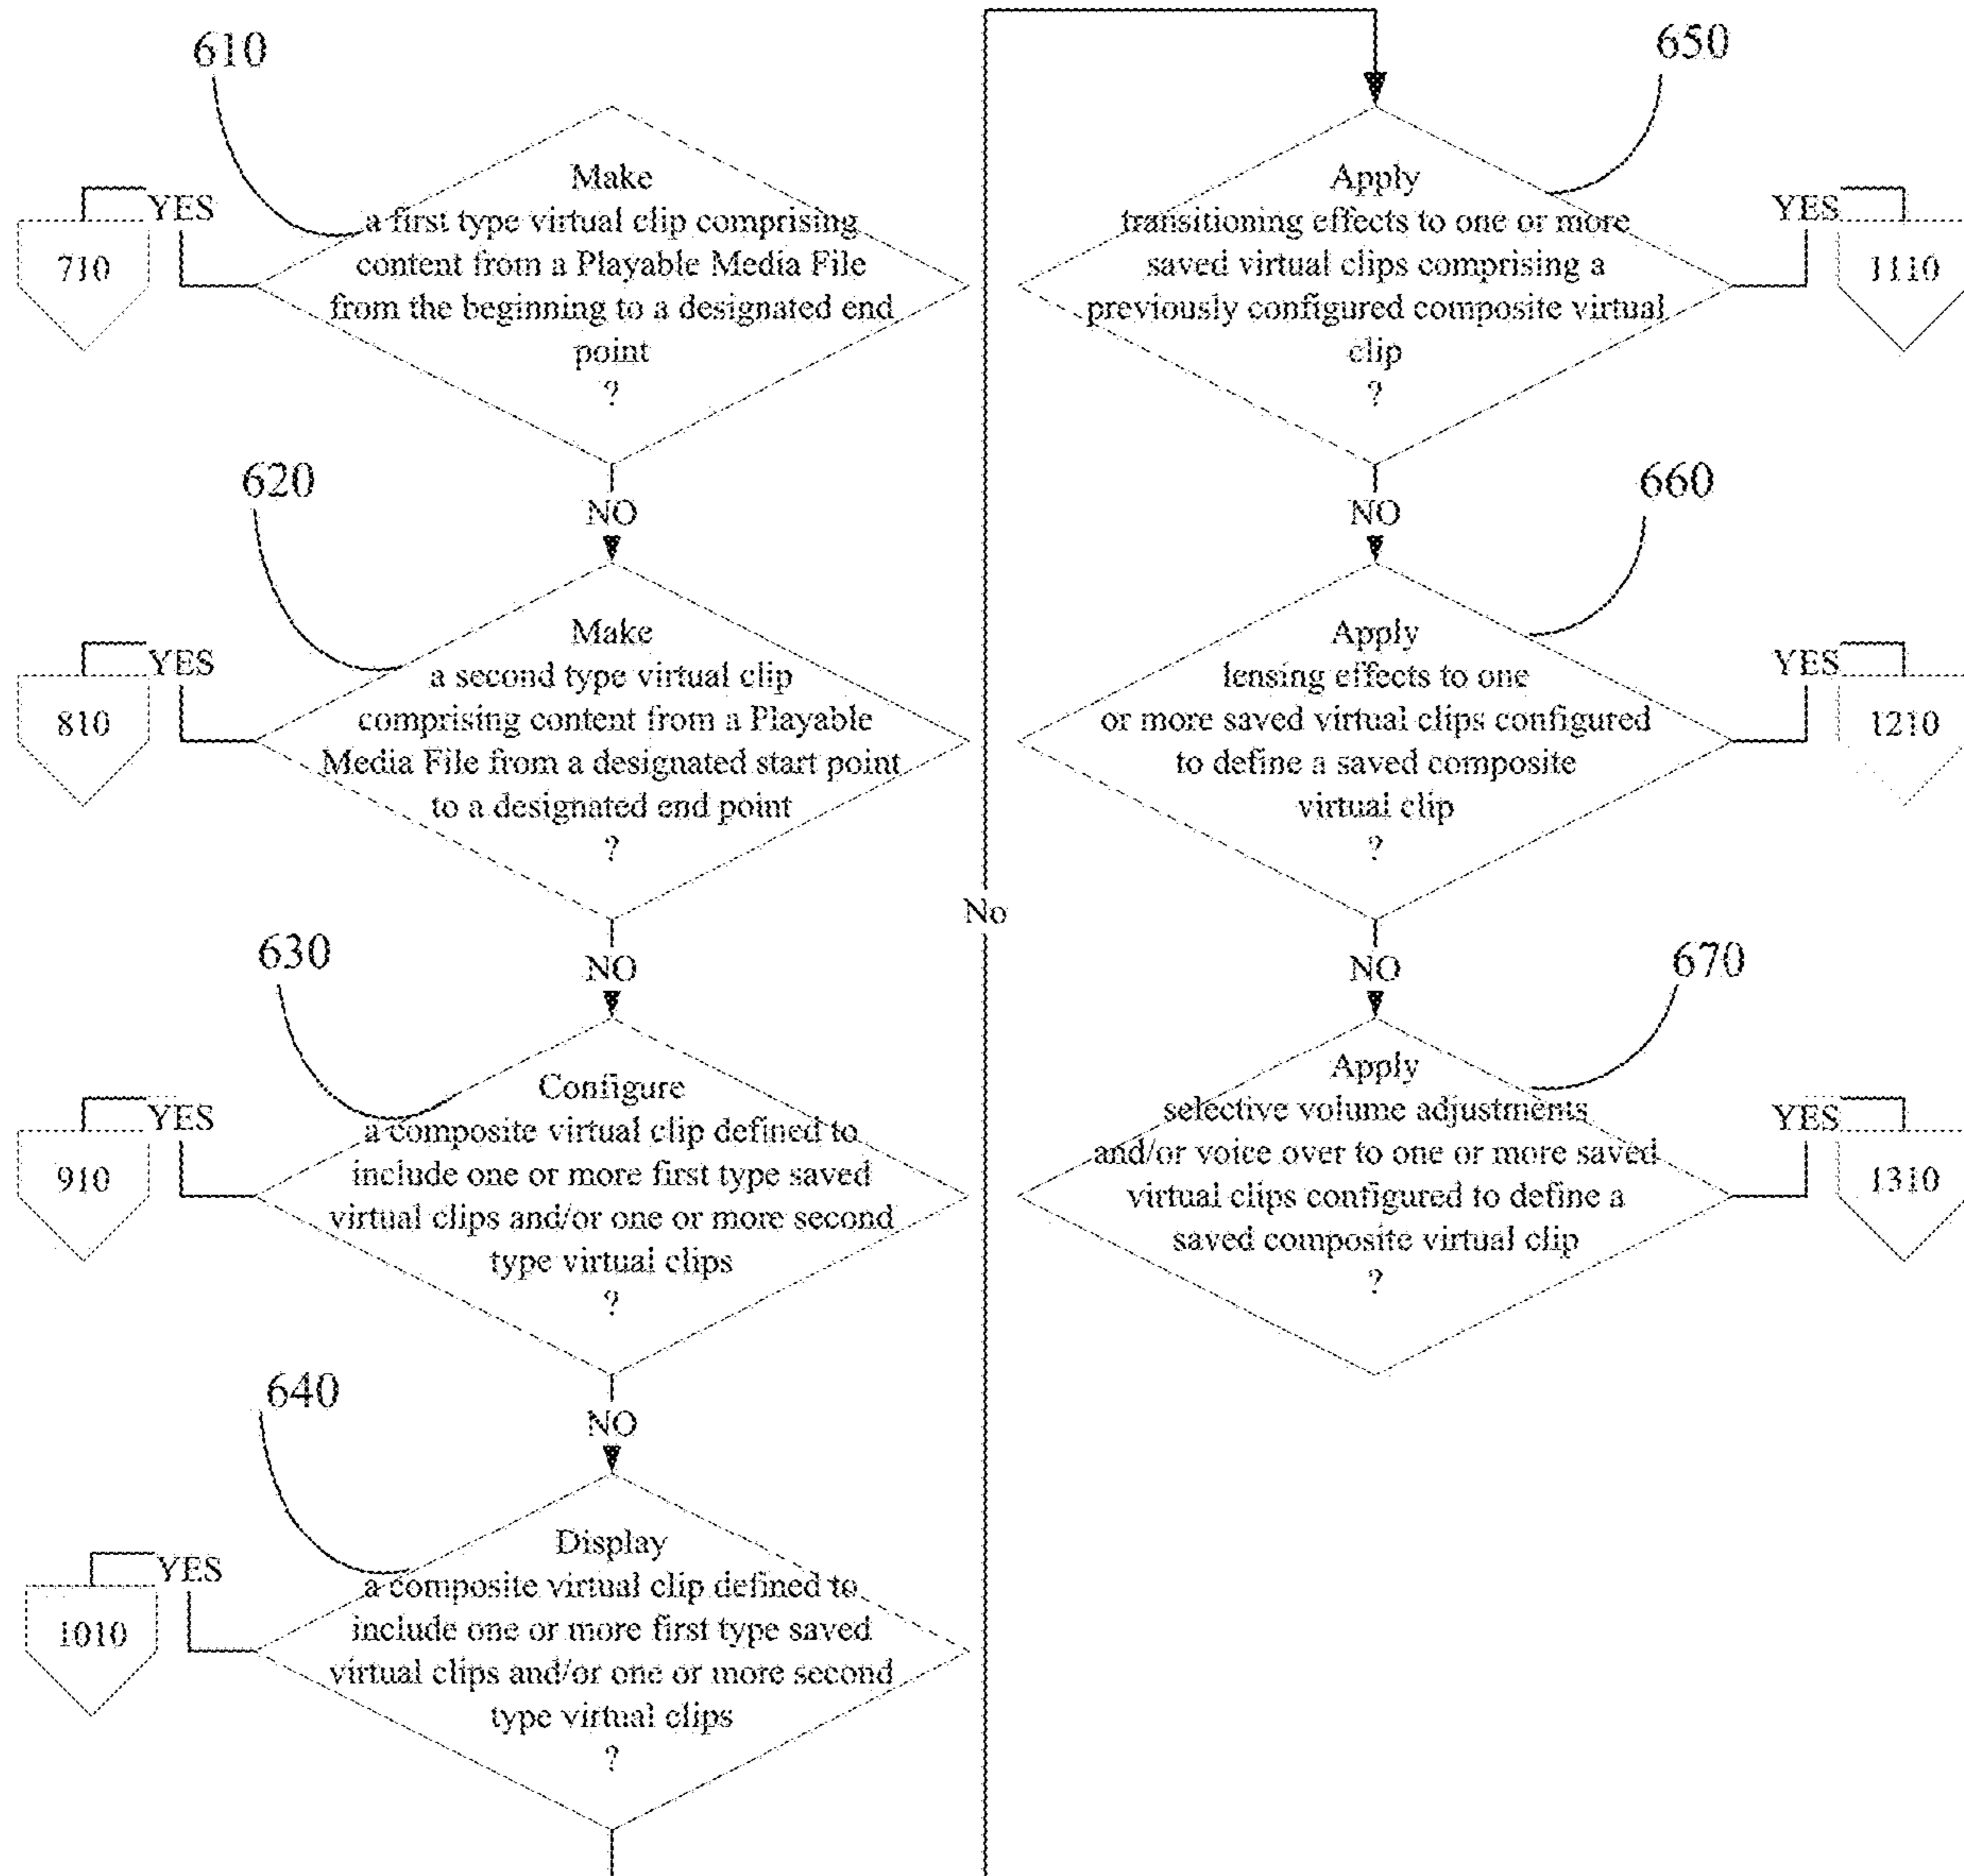 610
Make
a first type virtual clip comprising
content from a Playable Media File
from the beginning to a designated end
point
?
YES
710
NO
620
Make
a second type virtual clip
comprising content from a Playable
Media File from a designated start point
to a designated end point
?
YES
810
NO
630
Configure
a composite virtual clip defined to
include one or more first type saved
virtual clips and/or one or more second
type virtual clips
?
YES
910
NO
640
Display
a composite virtual clip defined to
include one or more first type saved
virtual clips and/or one or more second
type virtual clips
?
YES
1010
No
650
Apply
transitioning effects to one or more
saved virtual clips comprising a
previously configured composite virtual
clip
?
YES
1110
NO
660
Apply
lensing effects to one
or more saved virtual clips configured
to define a saved composite
virtual clip
?
YES
1210
NO
670
Apply
selective volume adjustments
and/or voice over to one or more saved
virtual clips configured to define a
saved composite virtual clip
?
YES
1310